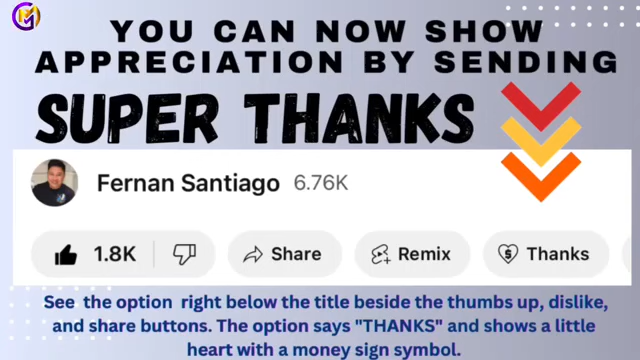 YOU CAN NOW SHOW
APPRECIATION BY SENDING
SUPER THANKS
Fernan Santiago 6.76K
1.8K Share Remix Thanks
See the option right below the title beside the thumbs up, dislike,
and share buttons. The option says "THANKS" and shows a little
heart with a money sign symbol.